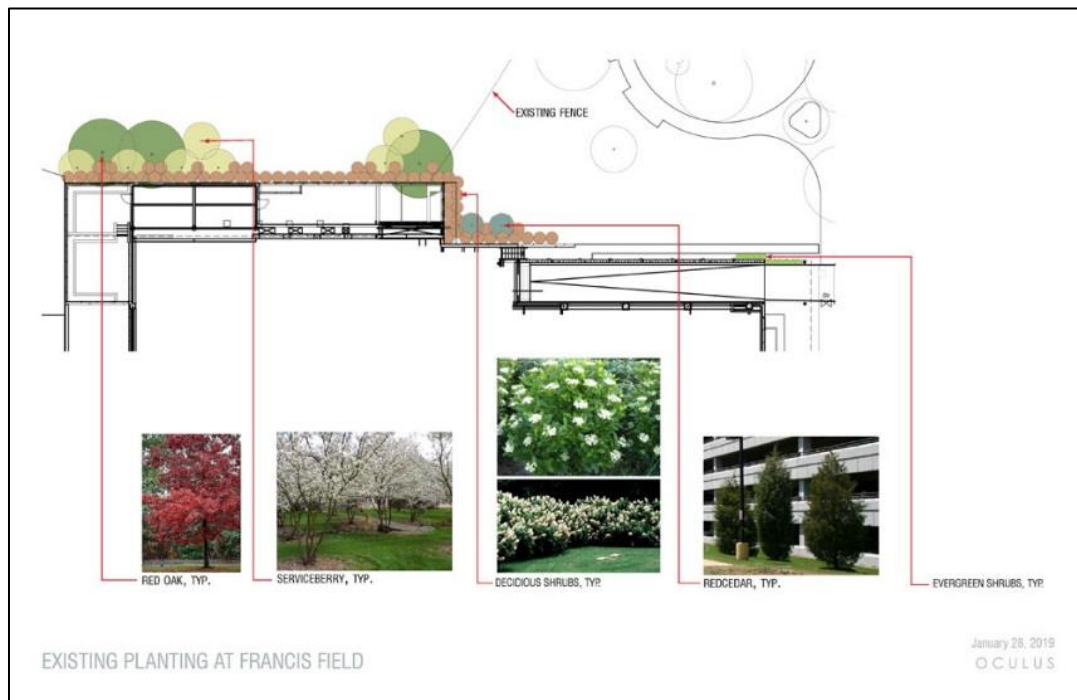 EXISTING FENCE
RED OAK, TYP.
SERVICEBERRY, TYP.
DECIDIOUS SHRUBS, TYP.
REDCEDAR, TYP.
EVERGREEN SHRUBS, TYP.
EXISTING PLANTING AT FRANCIS FIELD
January 28, 2019
OCULUS